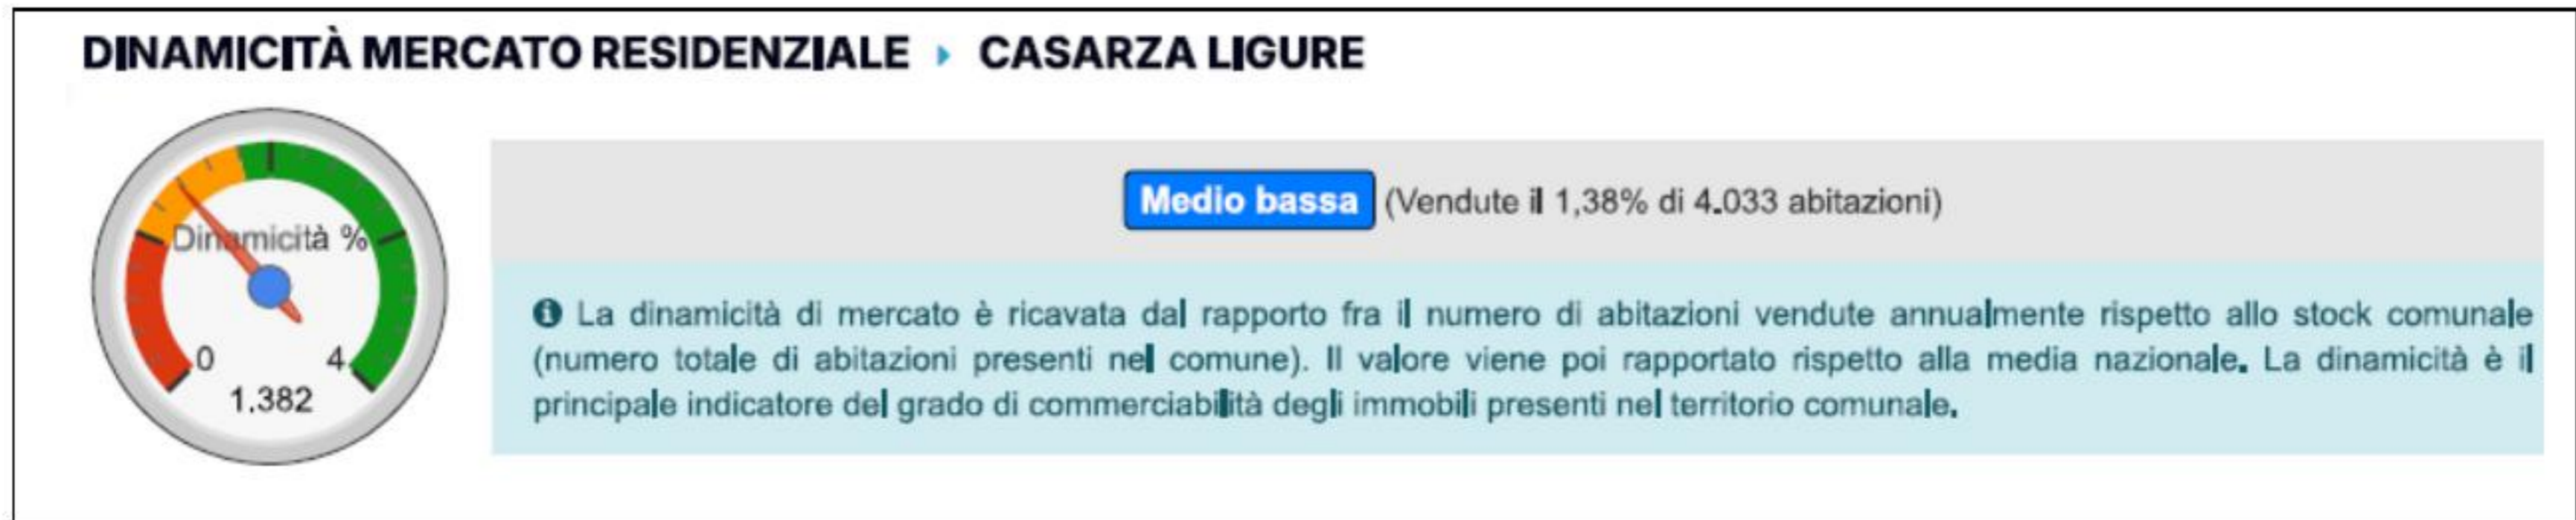 DINAMICITÀ MERCATO RESIDENZIALE CASARZA LIGURE
Dinamicità %
0 4
1.382
Medio bassa (Vendute il 1,38% di 4.033 abitazioni)
La dinamicità di mercato è ricavata dal rapporto fra il numero di abitazioni vendute annualmente rispetto allo stock comunale
(numero totale di abitazioni presenti nel comune). Il valore viene poi rapportato rispetto alla media nazionale. La dinamicità è il
principale indicatore del grado di commerciabilità degli immobili presenti nel territorio comunale.